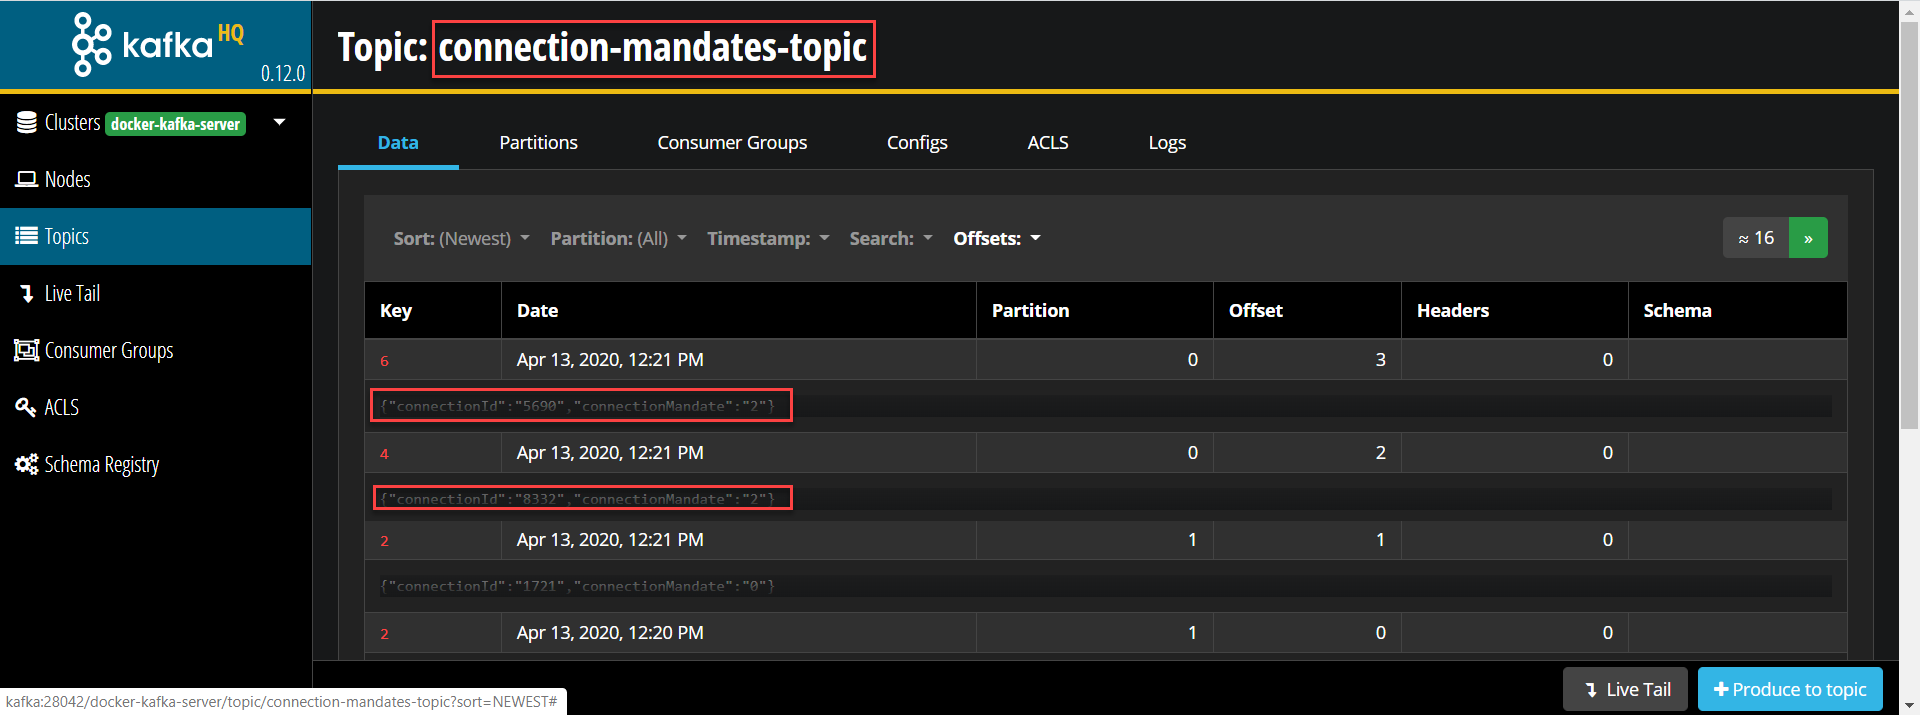 kafka HQ
0.12.0
Topic: connection-mandates-topic
Clusters docker-kafka-server
Nodes
Topics
Live Tail
Consumer Groups
ACLS
Schema Registry
Data Partitions Consumer Groups Configs ACLS Logs
Sort: (Newest) Partition: (All) Timestamp: Search: Offsets: ≈ 16 »
Key Date Partition Offset Headers Schema
6 Apr 13, 2020, 12:21 PM 0 3 0
{"connectionId":"5690","connectionMandate":"2"}
4 Apr 13, 2020, 12:21 PM 0 2 0
{"connectionId":"8332","connectionMandate":"2"}
2 Apr 13, 2020, 12:21 PM 1 1 0
{"connectionId":"1721","connectionMandate":"0"}
2 Apr 13, 2020, 12:20 PM 1 0 0
Live Tail Produce to topic
kafka:28042/docker-kafka-server/topic/connection-mandates-topic?sort=NEWEST#